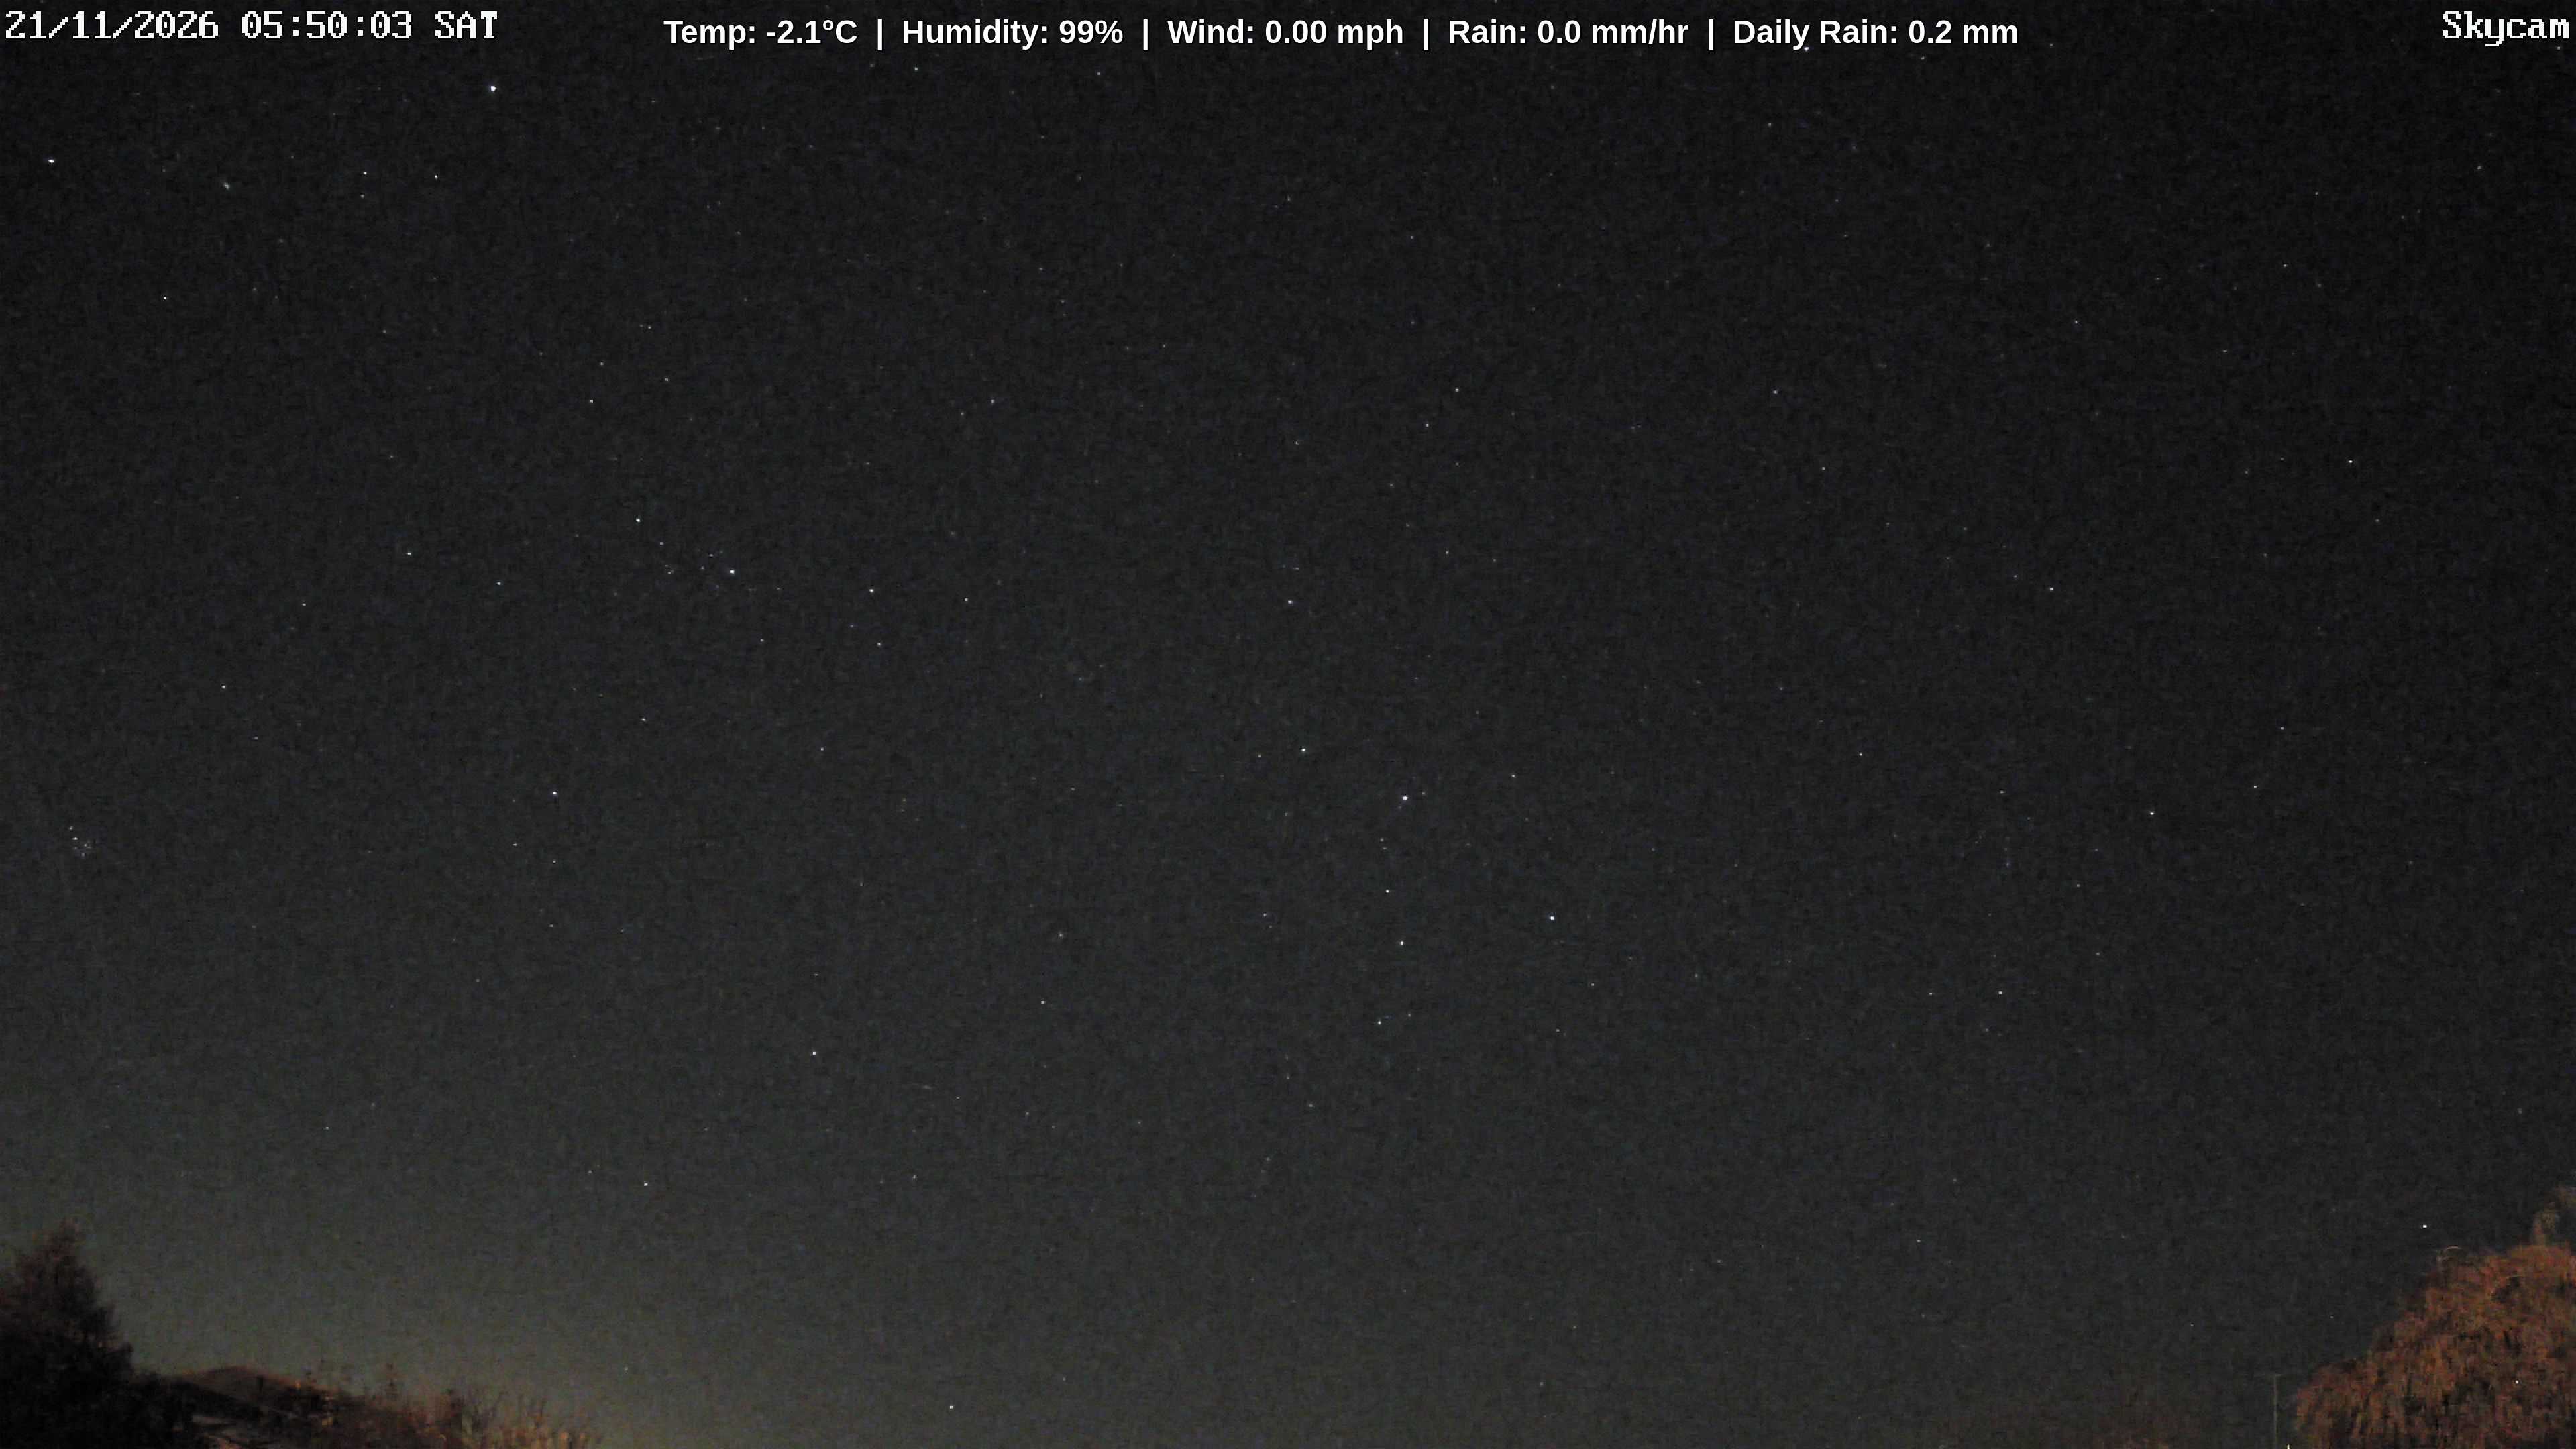 21/11/2026 05:50:03 SAT
Temp: -2.1°C | Humidity: 99% | Wind: 0.00 mph | Rain: 0.0 mm/hr | Daily Rain: 0.2 mm
Skycam